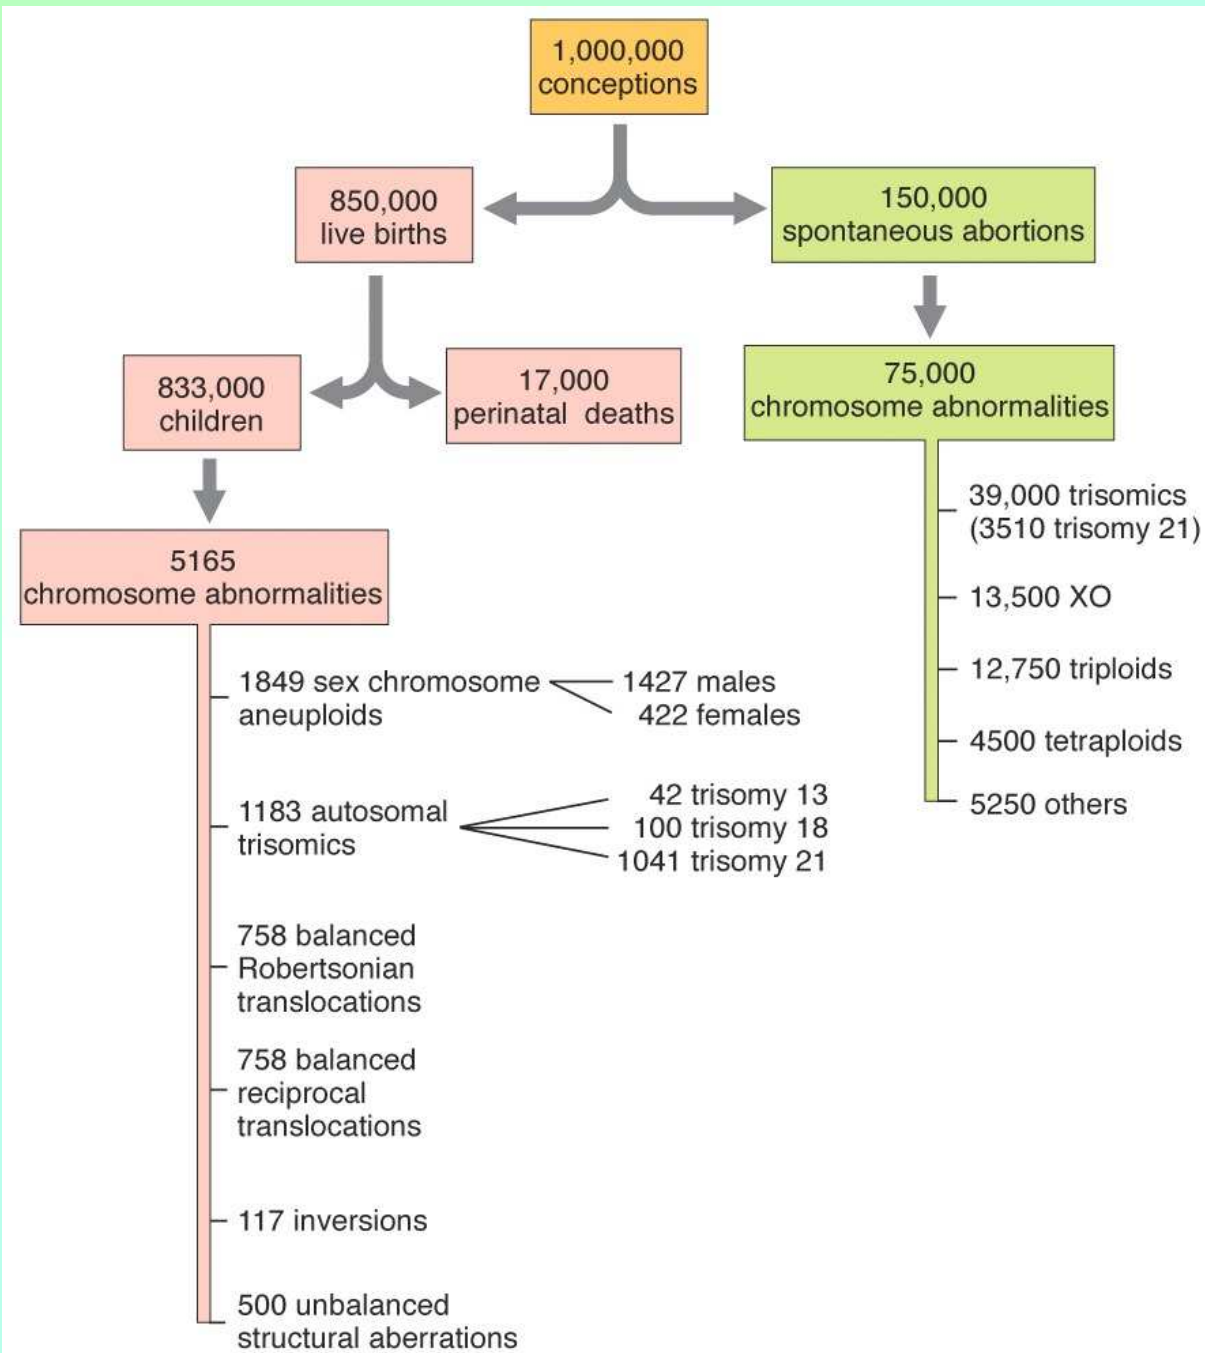 1,000,000
conceptions
850,000
live births
150,000
spontaneous abortions
833,000
children
17,000
perinatal deaths
75,000
chromosome abnormalities
39,000 trisomics
(3510 trisomy 21)
13,500 XO
12,750 triploids
4500 tetraploids
5250 others
5165
chromosome abnormalities
1849 sex chromosome
aneuploids
1427 males
422 females
1183 autosomal
trisomics
42 trisomy 13
100 trisomy 18
1041 trisomy 21
758 balanced
Robertsonian
translocations
758 balanced
reciprocal
translocations
117 inversions
500 unbalanced
structural aberrations